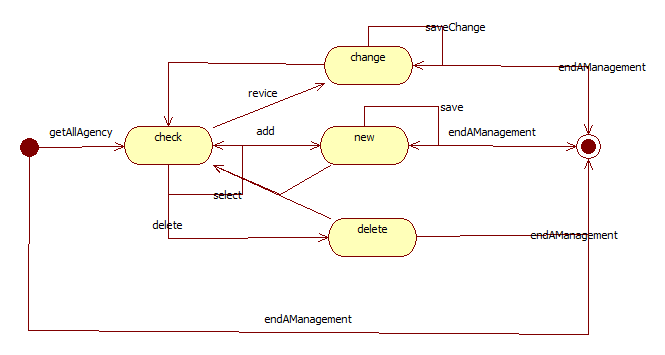 saveChange
change
endAManagement
revice
save
getAllAgency
check
add
new
endAManagement
select
delete
delete
endAManagement
endAManagement